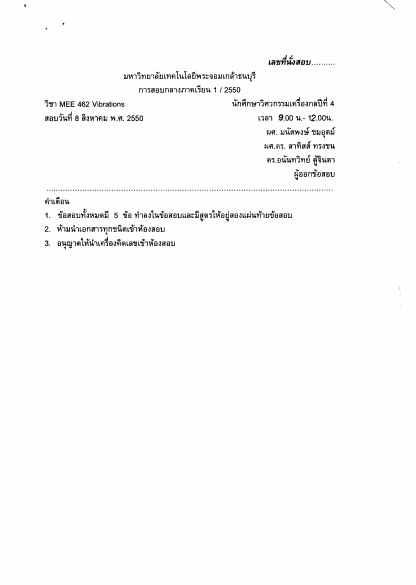 เลขที่นั่งสอบ..........
มหาวิทยาลัยเทคโนโลยีพระจอมเกล้าธนบุรี
การสอบกลางภาคเรียน 1 / 2550
วิชา MEE 462 Vibrations
นักศึกษาวิศวกรรมเครื่องกลปีที่ 4
สอบวันที่ 8 สิงหาคม พ.ศ. 2550
เวลา 9.00 น.- 12.00น.
ผศ. มนัสพงษ์ ชมอุตม์
ผศ.ดร. สาทิสส์ ทรงชน
ดร.อนันทวิทย์ ตู้จินดา
ผู้ออกข้อสอบ
คำเตือน
1. ข้อสอบทั้งหมดมี 5 ข้อ ทำลงในข้อสอบและมีสูตรให้อยู่สองแผ่นท้ายข้อสอบ
2. ห้ามนำเอกสารทุกชนิดเข้าห้องสอบ
3. อนุญาตให้นำเครื่องคิดเลขเข้าห้องสอบ